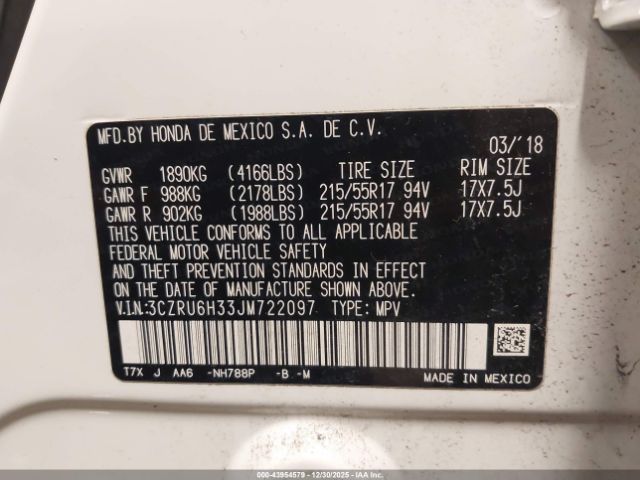 MFD.BY HONDA DE MEXICO S.A. DE C.V.
03/'18
GVWR 1890KG (4166LBS) TIRE SIZE RIM SIZE
GAWR F 988KG (2178LBS) 215/55R17 94V 17X7.5J
GAWR R 902KG (1988LBS) 215/55R17 94V 17X7.5J
THIS VEHICLE CONFORMS TO ALL APPLICABLE
FEDERAL MOTOR VEHICLE SAFETY
AND THEFT PREVENTION STANDARDS IN EFFECT
ON THE DATE OF MANUFACTURE SHOWN ABOVE.
V.I.N.:3CZRU6H33JM722097 TYPE: MPV
T7X J AA6 -NH788P -B -M
MADE IN MEXICO
000-43954579 - 12/30/2025 - IAA Inc.